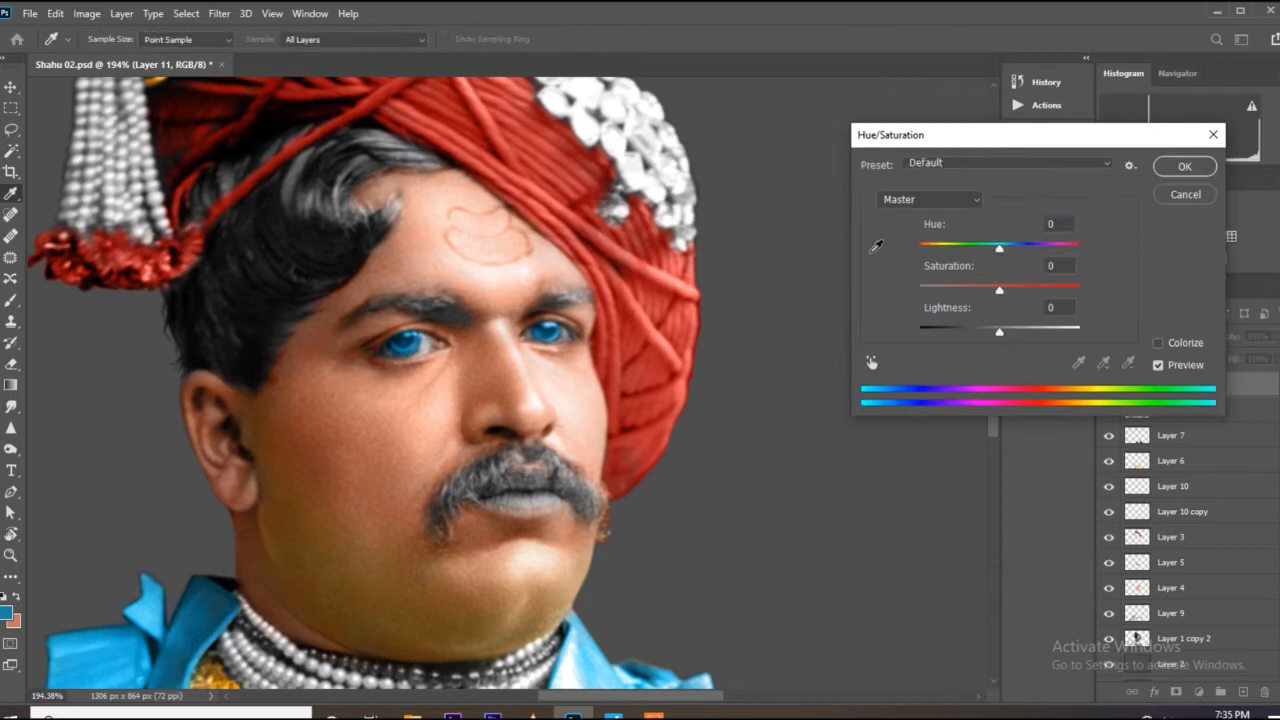 Ps File Edit Image Layer Type Select Filter 3D View Window Help
Sample Size: Point Sample Sample: All Layers Show Sampling Ring
Shahu 02.psd @ 194% (Layer 11, RGB/8) * ×
History
Actions
Histogram Navigator
Hue/Saturation
Preset: Default
OK
Cancel
Master
Hue: 0
Saturation: 0
Lightness: 0
Colorize
Preview
Layer 7
Layer 6
Layer 10
Layer 10 copy
Layer 3
Layer 5
Layer 4
Layer 9
Layer 1 copy 2
Activate Windows
Go to Settings to activate Windows.
194.38% 1306 px x 864 px (72 ppi)
7:35 PM